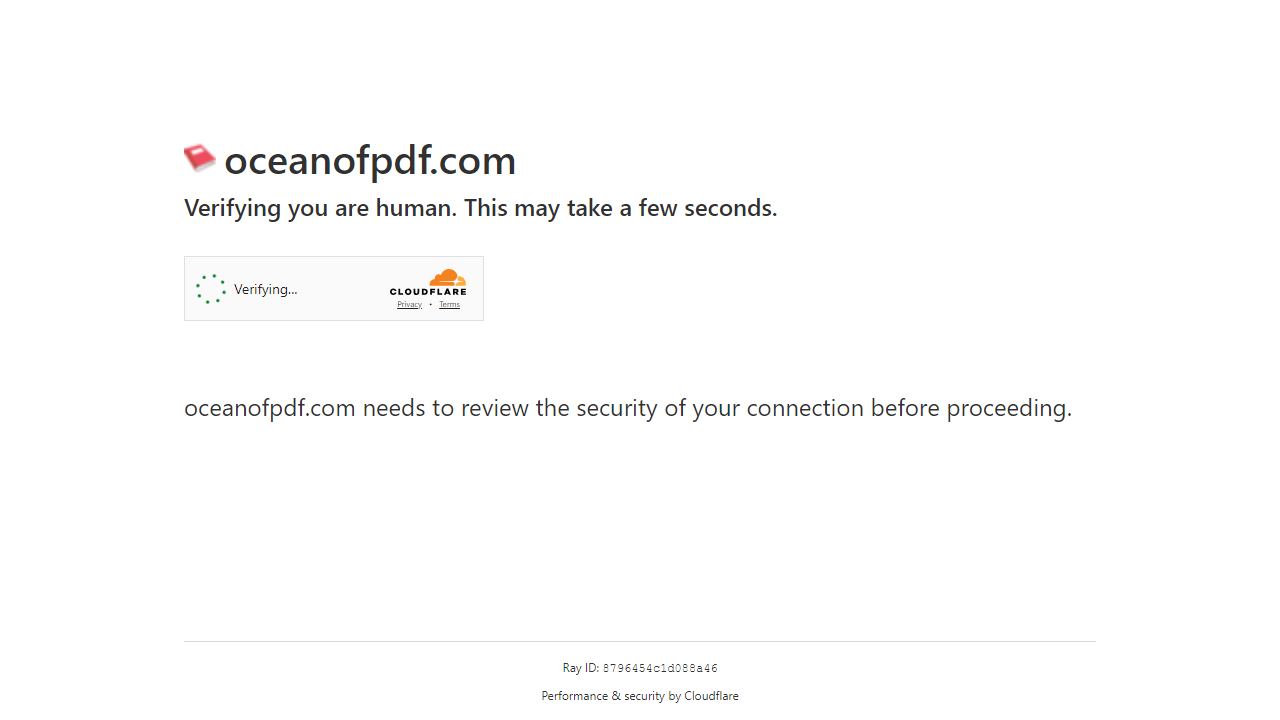 oceanofpdf.com
Verifying you are human. This may take a few seconds.
Verifying...
CLOUDFLARE
Privacy • Terms
oceanofpdf.com needs to review the security of your connection before proceeding.
Ray ID: 8796454c1d088a46
Performance & security by Cloudflare